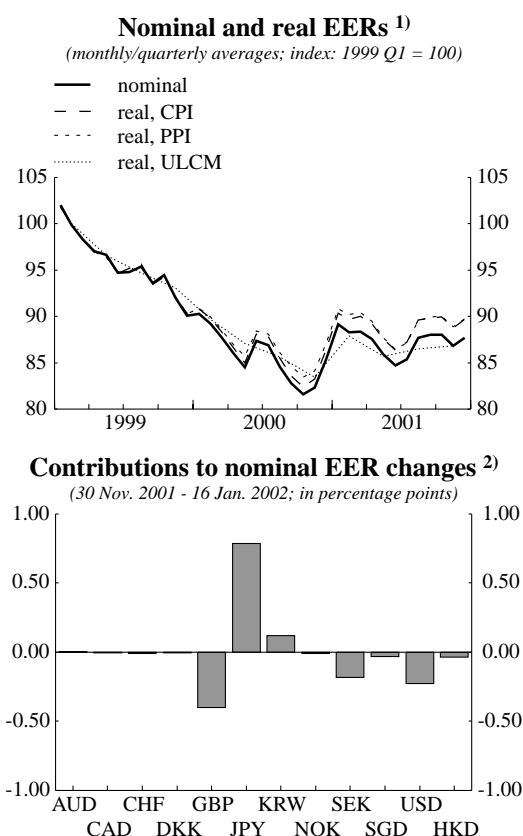 Nominal and real EERs 1)
(monthly/quarterly averages; index: 1999 Q1 = 100)
nominal
real, CPI
real, PPI
real, ULCM
105 105
100 100
95 95
90 90
85 85
80 80
1999 2000 2001
Contributions to nominal EER changes 2)
(30 Nov. 2001 - 16 Jan. 2002; in percentage points)
1.00 1.00
0.50 0.50
0.00 0.00
-0.50 -0.50
-1.00 -1.00
AUD CHF GBP KRW SEK USD
CAD DKK JPY NOK SGD HKD